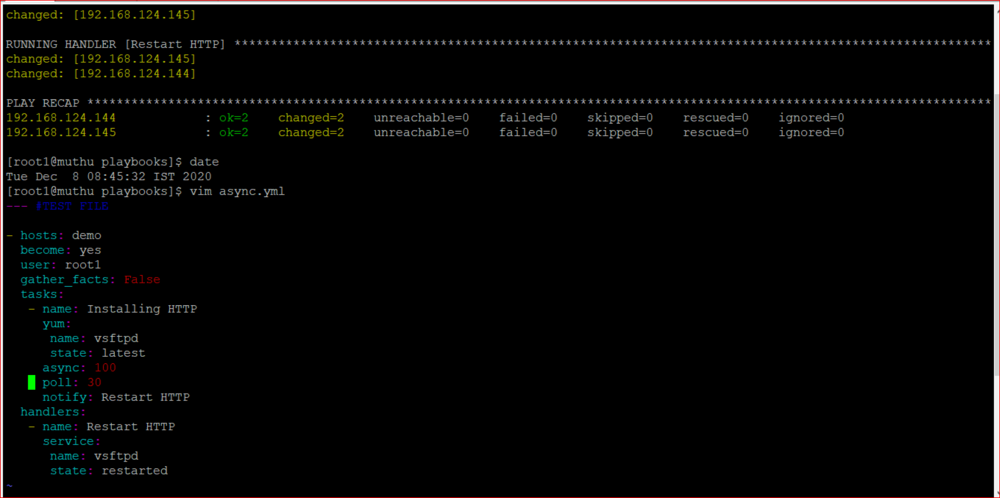 changed: [192.168.124.145]
RUNNING HANDLER [Restart HTTP] *******************************************************************************************************
changed: [192.168.124.145]
changed: [192.168.124.144]
PLAY RECAP ***************************************************************************************************************************
192.168.124.144            : ok=2    changed=2    unreachable=0    failed=0    skipped=0    rescued=0    ignored=0
192.168.124.145            : ok=2    changed=2    unreachable=0    failed=0    skipped=0    rescued=0    ignored=0
[root1@muthu playbooks]$ date
Tue Dec  8 08:45:32 IST 2020
[root1@muthu playbooks]$ vim async.yml
--- #TEST FILE
- hosts: demo
  become: yes
  user: root1
  gather_facts: False
  tasks:
   - name: Installing HTTP
     yum:
      name: vsftpd
      state: latest
     async: 100
     poll: 30
     notify: Restart HTTP
  handlers:
   - name: Restart HTTP
     service:
      name: vsftpd
      state: restarted
~